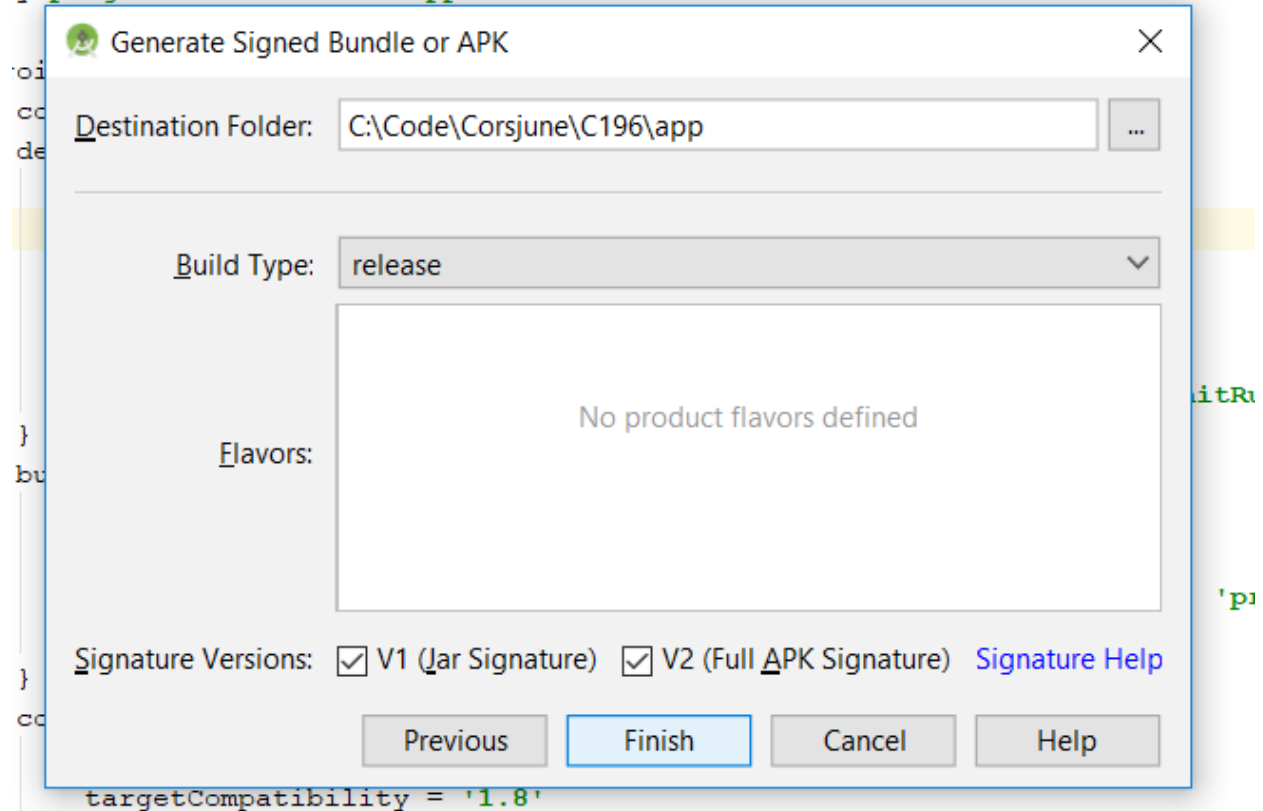 Generate Signed Bundle or APK
Destination Folder: C:\Code\Corsjune\C196\app ...
Build Type: release
No product flavors defined
Flavors:
}
Signature Versions: V1 (Jar Signature) V2 (Full APK Signature) Signature Help
}
Previous Finish Cancel Help
targetCompatibility = '1.8'